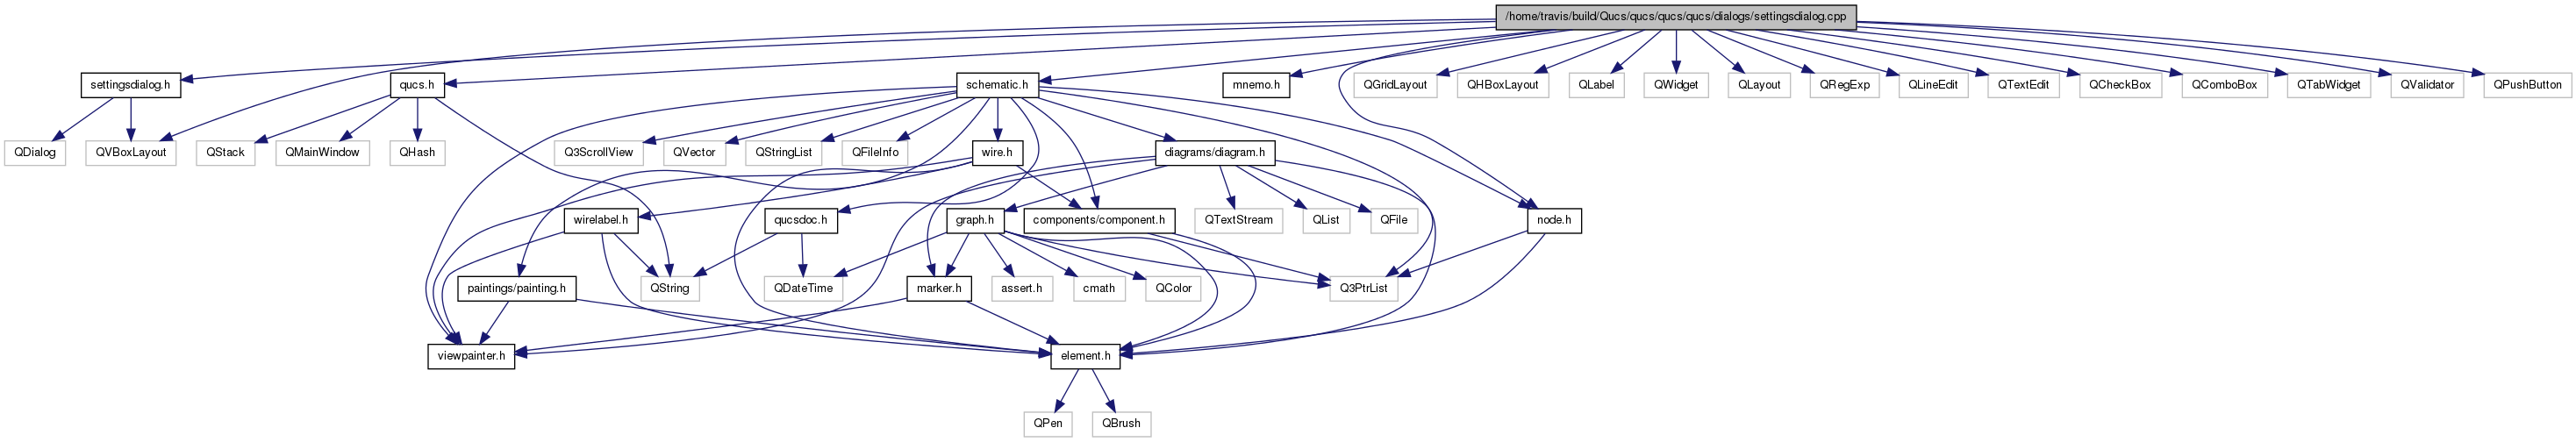 /home/travis/build/Qucs/qucs/qucs/qucs/dialogs/settingsdialog.cpp
settingsdialog.h
qucs.h
schematic.h
mnemo.h
QGridLayout
QHBoxLayout
QLabel
QWidget
QLayout
QRegExp
QLineEdit
QTextEdit
QCheckBox
QComboBox
QTabWidget
QValidator
QPushButton
QDialog
QVBoxLayout
QStack
QMainWindow
QHash
Q3ScrollView
QVector
QStringList
QFileInfo
wire.h
diagrams/diagram.h
wirelabel.h
qucsdoc.h
graph.h
components/component.h
QTextStream
QList
QFile
node.h
paintings/painting.h
QString
QDateTime
marker.h
assert.h
cmath
QColor
Q3PtrList
viewpainter.h
element.h
QPen
QBrush